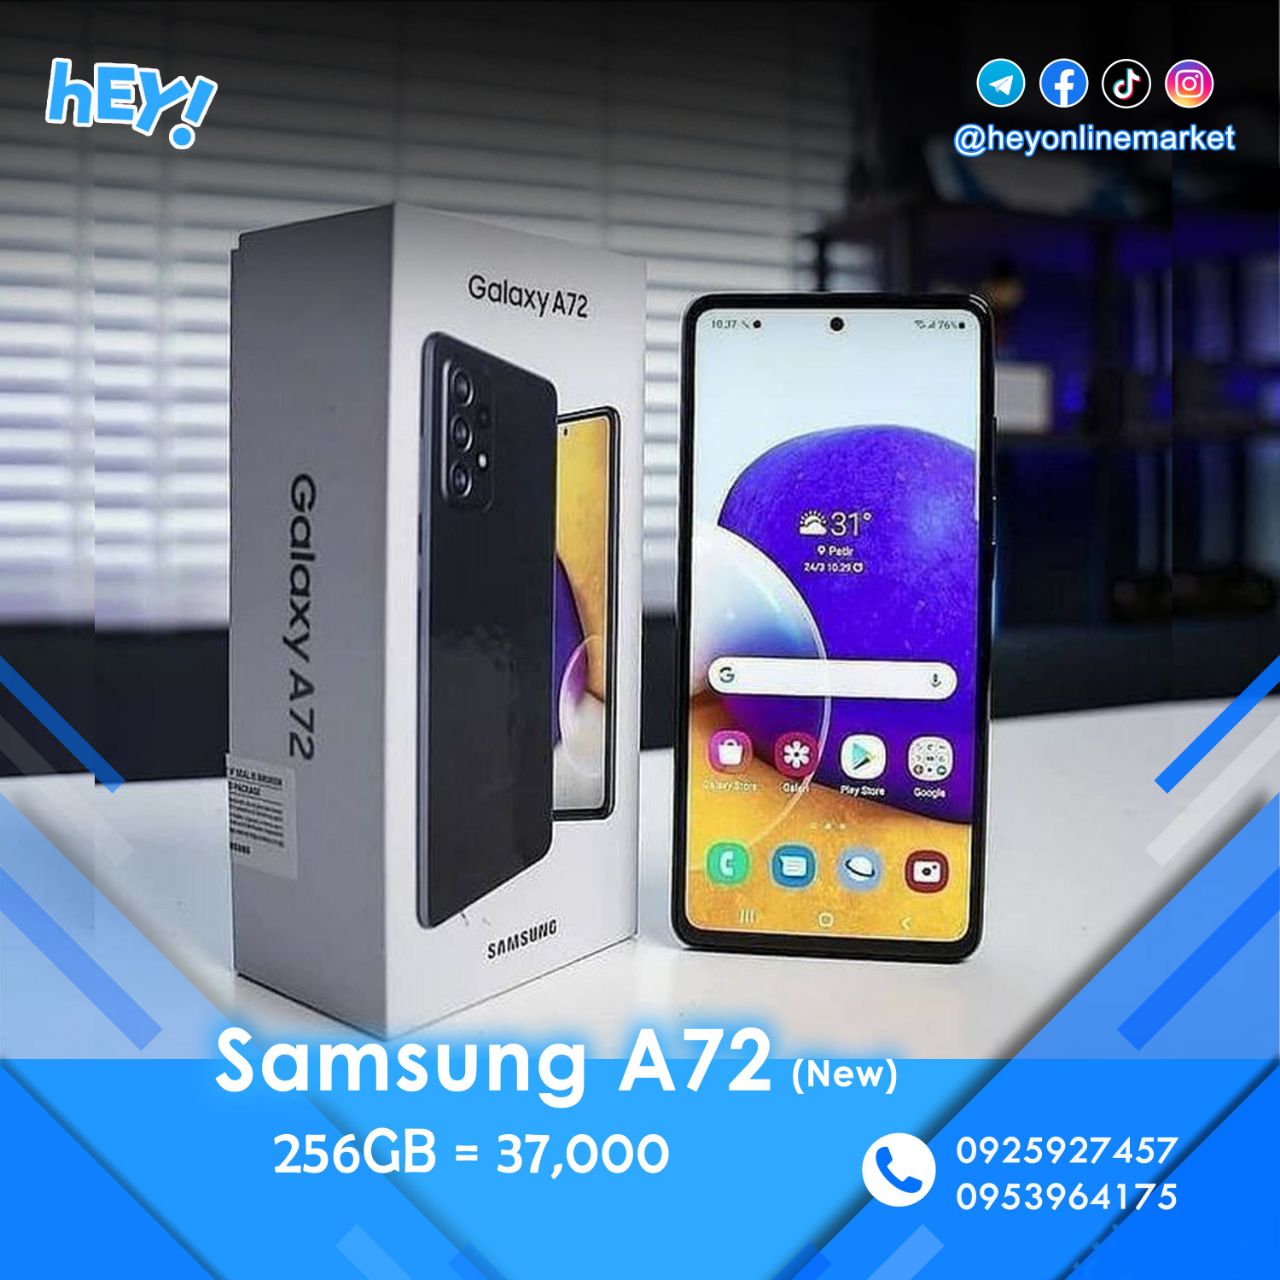 hEY!
@heyonlinemarket
Galaxy A72
Galaxy A72
SAMSUNG
10.37
76%
31°
Petir
24/3 10.29
Galaxy Store
Galeri
Play Store
Google
Samsung A72 (New)
256GB = 37,000
0925927457
0953964175